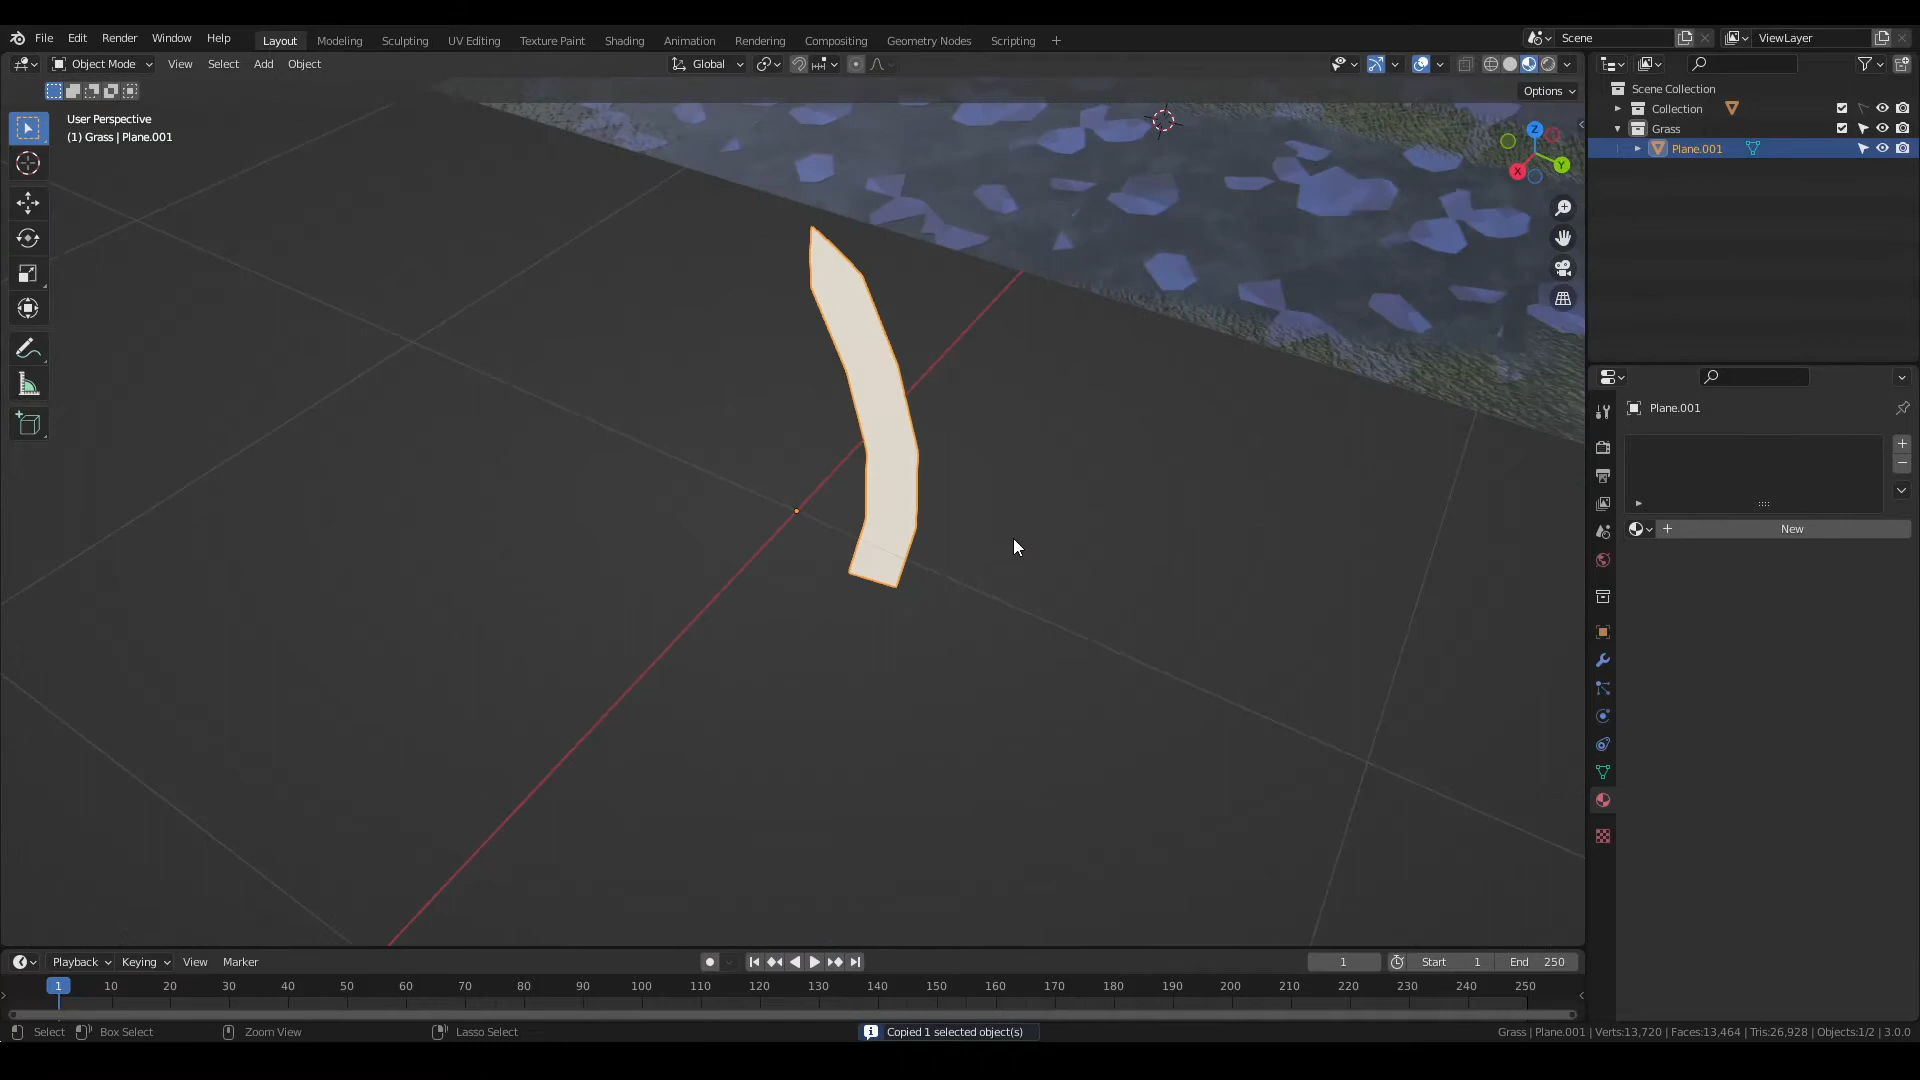 File Edit Render Window Help
Layout Modeling Sculpting UV Editing Texture Paint Shading Animation Rendering Compositing Geometry Nodes Scripting +
Scene
ViewLayer
Object Mode View Select Add Object
Global
Options
User Perspective
(1) Grass | Plane.001
Z
Y
X
Scene Collection
Collection
Grass
Plane.001
Plane.001
New
Playback Keying View Marker
1
Start 1
End 250
1 10 20 30 40 50 60 70 80 90 100 110 120 130 140 150 160 170 180 190 200 210 220 230 240 250
Select Box Select Zoom View Lasso Select
Copied 1 selected object(s)
Grass | Plane.001 | Verts:13,720 | Faces:13,464 | Tris:26,928 | Objects:1/2 | 3.0.0